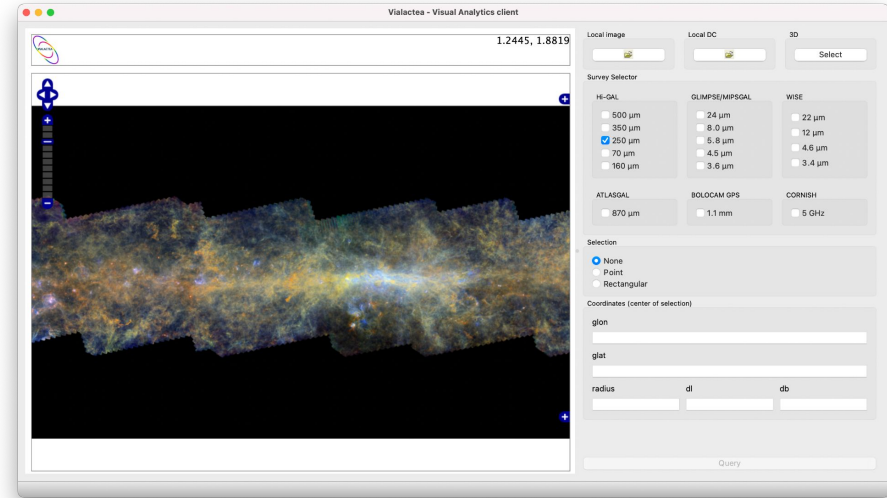 Vialactea - Visual Analytics client
VIALACTEA
1.2445, 1.8819
Local image
Local DC
3D
Select
Survey Selector
Hi-GAL
500 µm
350 µm
250 µm
70 µm
160 µm
GLIMPSE/MIPSGAL
24 µm
8.0 µm
5.8 µm
4.5 µm
3.6 µm
WISE
22 µm
12 µm
4.6 µm
3.4 µm
ATLASGAL
870 µm
BOLOCAM GPS
1.1 mm
CORNISH
5 GHz
Selection
None
Point
Rectangular
Coordinates (center of selection)
glon
glat
radius
dl
db
Query